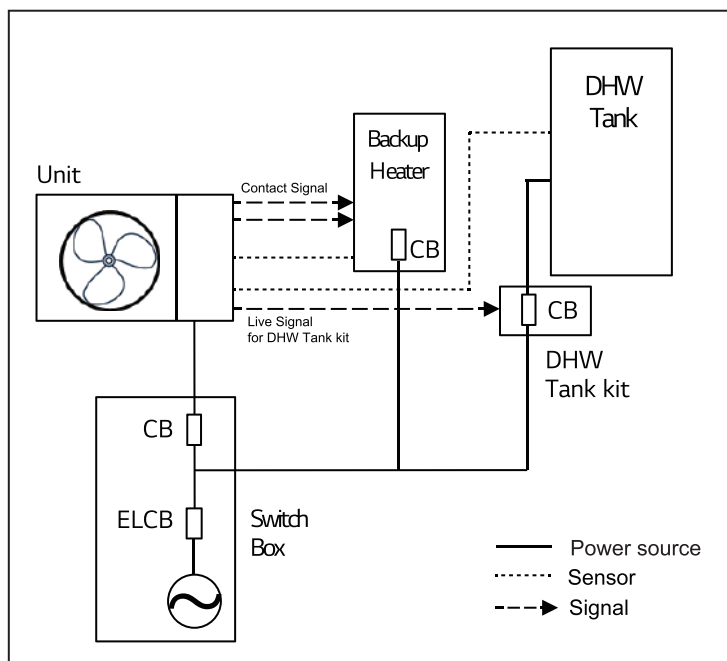 DHW
Tank
Backup
Heater
Unit
Contact Signal
CB
CB
Live Signal
for DHW Tank kit
DHW
Tank kit
CB
ELCB
Switch
Box
Power source
Sensor
Signal